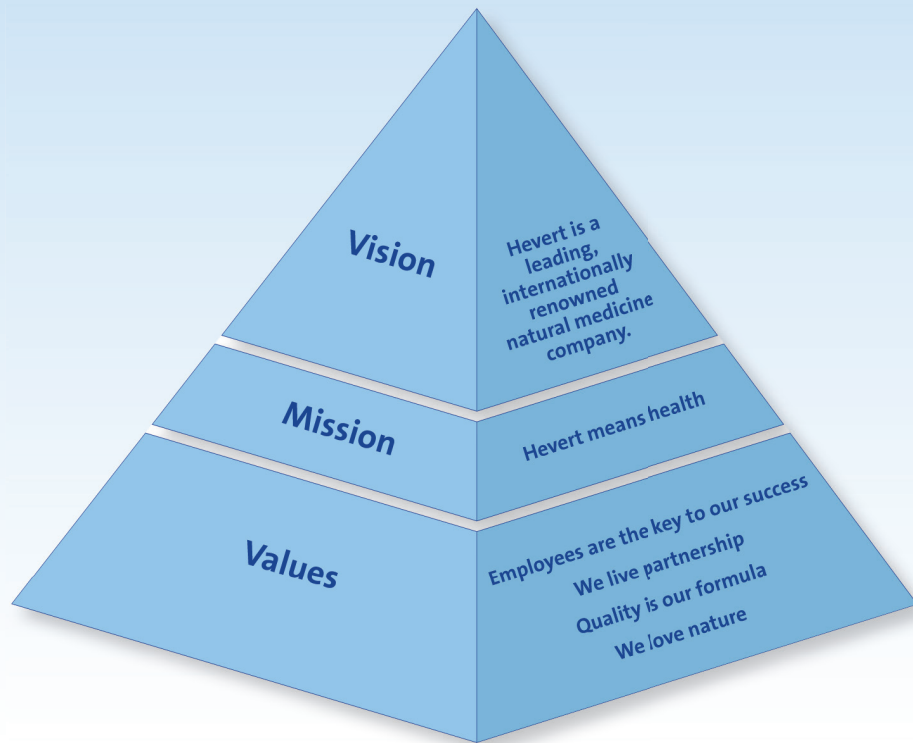 Vision
Hevert is a
leading,
internationally
renowned
natural medicine
company.
Mission
Hevert means health
Values
Employees are the key to our success
We live partnership
Quality is our formula
We love nature